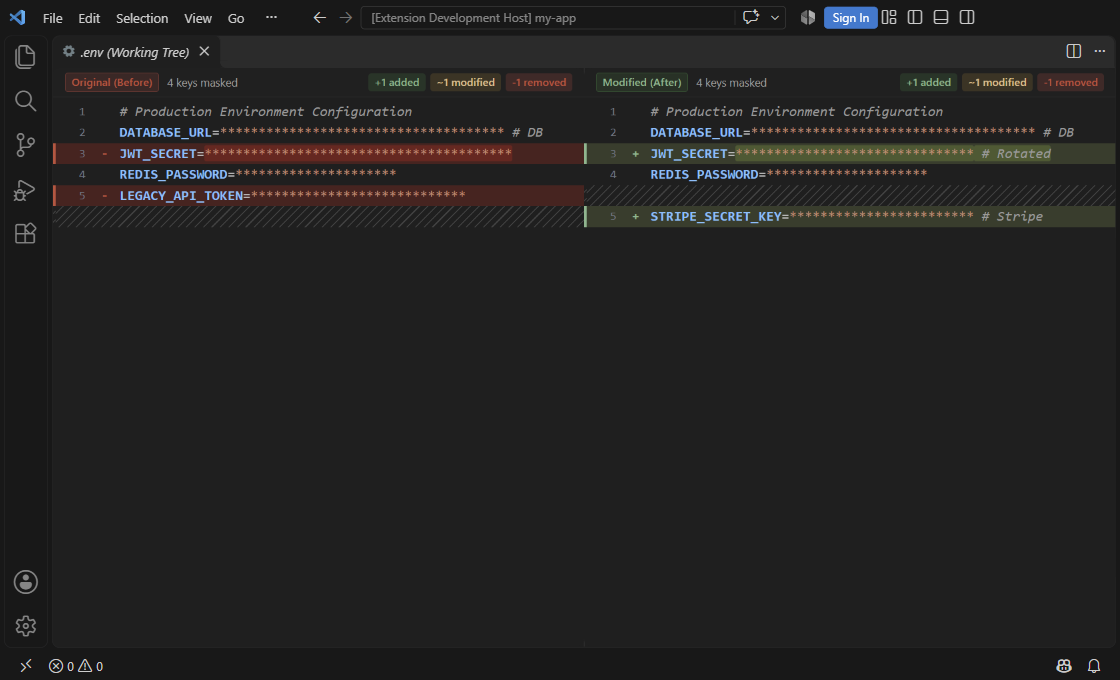 File Edit Selection View Go ··· [Extension Development Host] my-app Sign In
.env (Working Tree)
Original (Before) 4 keys masked +1 added ~1 modified -1 removed
1 # Production Environment Configuration
2 DATABASE_URL=************************************* # DB
3 - JWT_SECRET=****************************************
4 REDIS_PASSWORD=*********************
5 - LEGACY_API_TOKEN=****************************
Modified (After) 4 keys masked +1 added ~1 modified -1 removed
1 # Production Environment Configuration
2 DATABASE_URL=************************************* # DB
3 + JWT_SECRET=******************************* # Rotated
4 REDIS_PASSWORD=*********************
5 + STRIPE_SECRET_KEY=************************ # Stripe
0 0